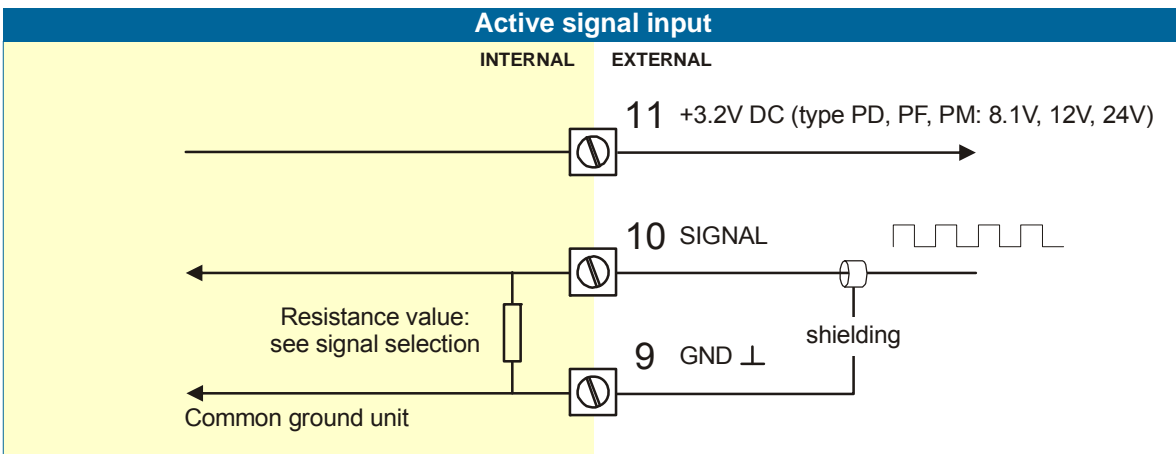 Active signal input
INTERNAL EXTERNAL
11 +3.2V DC (type PD, PF, PM: 8.1V, 12V, 24V)
10 SIGNAL
Resistance value:
see signal selection
shielding
9 GND ⊥
Common ground unit